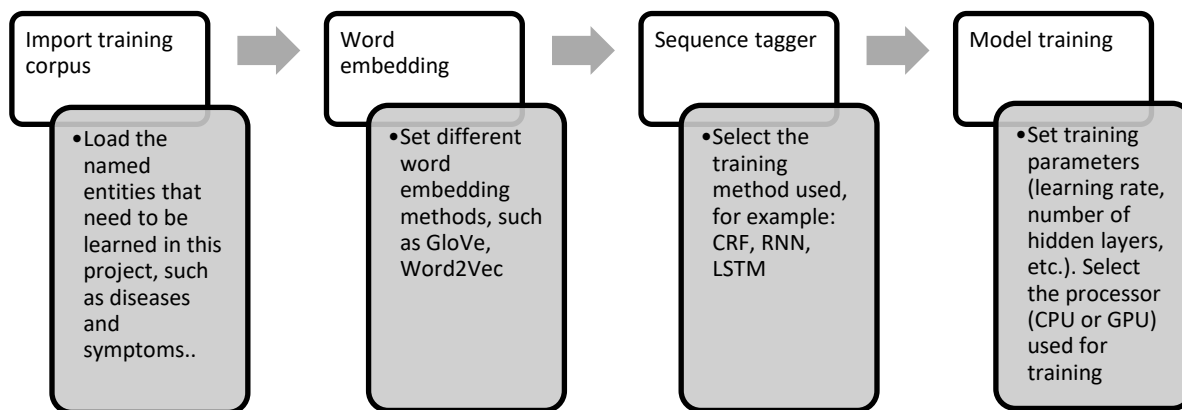 Import training
corpus
•Load the
named
entities that
need to be
learned in this
project, such
as diseases
and
symptoms..
Word
embedding
•Set different
word
embedding
methods, such
as GloVe,
Word2Vec
Sequence tagger
•Select the
training
method used,
for example:
CRF, RNN,
LSTM
Model training
•Set training
parameters
(learning rate,
number of
hidden layers,
etc.). Select
the processor
(CPU or GPU)
used for
training